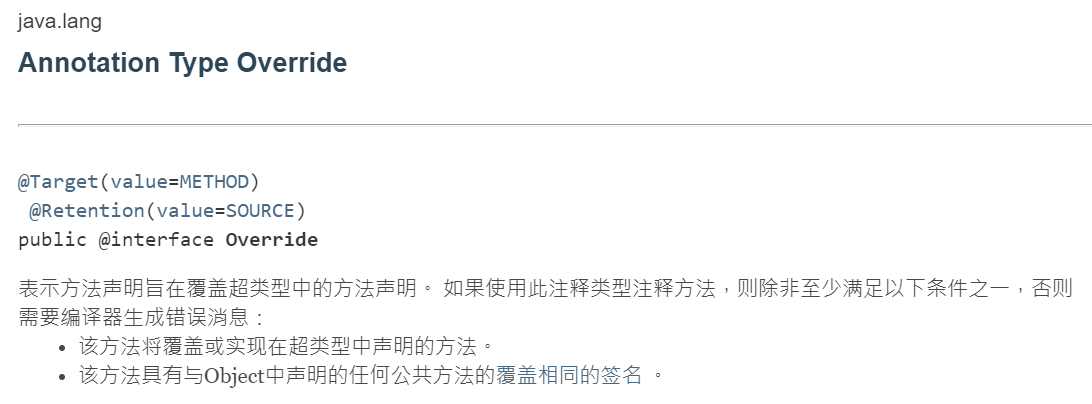 java.lang
Annotation Type Override
@Target(value=METHOD)
@Retention(value=SOURCE)
public @interface Override
表示方法声明旨在覆盖超类型中的方法声明。 如果使用此注释类型注释方法，则除非至少满足以下条件之一，否则
需要编译器生成错误消息：
• 该方法将覆盖或实现在超类型中声明的方法。
• 该方法具有与Object中声明的任何公共方法的覆盖相同的签名 。